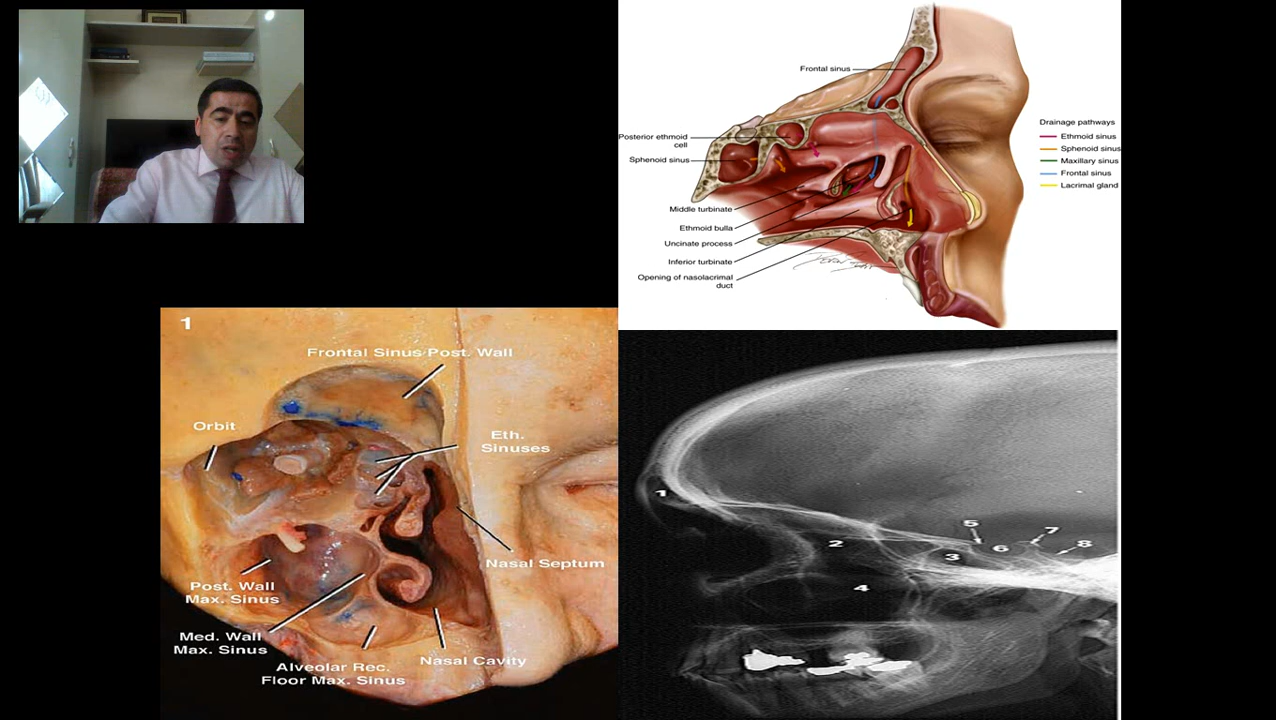 Frontal sinus
Posterior ethmoid
cell
Sphenoid sinus
Middle turbinate
Ethmoid bulla
Uncinate process
Inferior turbinate
Opening of nasolacrimal
duct
Drainage pathways
Ethmoid sinus
Sphenoid sinus
Maxillary sinus
Frontal sinus
Lacrimal gland
1
Frontal Sinus Post. Wall
Orbit
Eth.
Sinuses
Nasal Septum
Post. Wall
Max. Sinus
Med. Wall
Max. Sinus
Alveolar Rec.
Floor Max. Sinus
Nasal Cavity
1
2
3
4
5
6
7
8